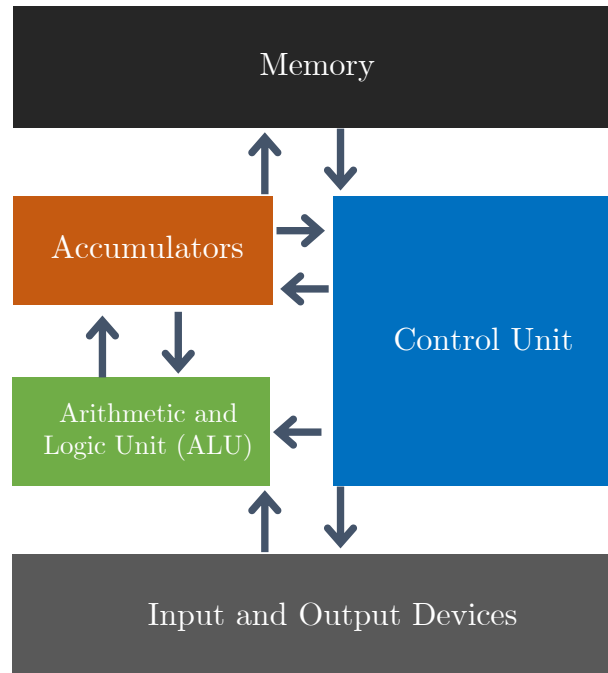 Memory
Accumulators
Control Unit
Arithmetic and
Logic Unit (ALU)
Input and Output Devices